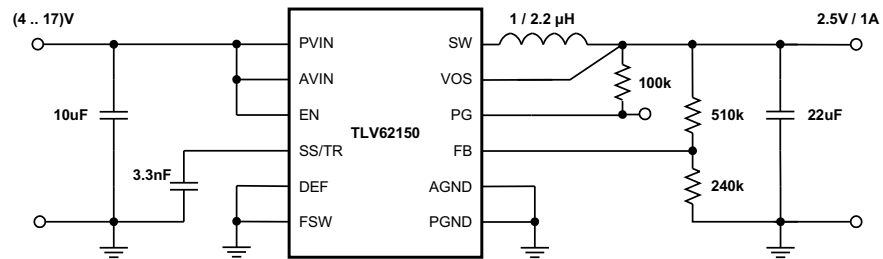 (4 .. 17)V
1 / 2.2 µH
2.5V / 1A
PVIN
SW
AVIN
VOS
100k
10uF
EN
PG
510k
22uF
TLV62150
SS/TR
FB
3.3nF
DEF
AGND
240k
FSW
PGND